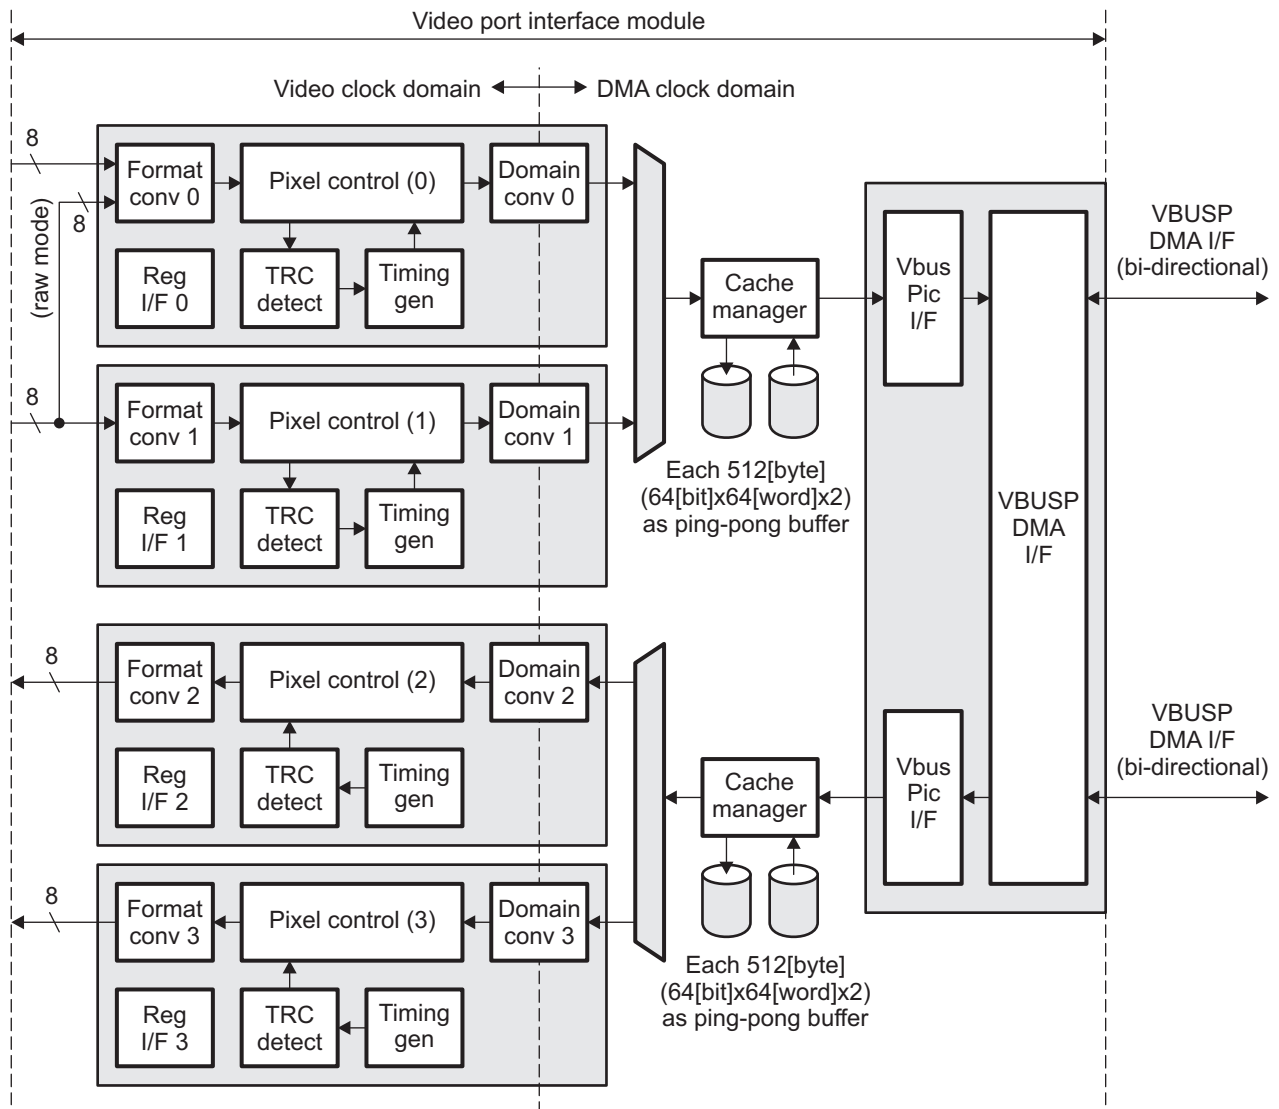 Video port interface module
Video clock domain
DMA clock domain
8
8
(raw mode)
Format
conv 0
Pixel control (0)
Domain
conv 0
Reg
I/F 0
TRC
detect
Timing
gen
8
Format
conv 1
Pixel control (1)
Domain
conv 1
Reg
I/F 1
TRC
detect
Timing
gen
Cache
manager
Each 512[byte]
(64[bit]x64[word]x2)
as ping-pong buffer
Vbus
Pic
I/F
VBUSP
DMA
I/F
VBUSP
DMA I/F
(bi-directional)
8
Format
conv 2
Pixel control (2)
Domain
conv 2
Reg
I/F 2
TRC
detect
Timing
gen
8
Format
conv 3
Pixel control (3)
Domain
conv 3
Reg
I/F 3
TRC
detect
Timing
gen
Cache
manager
Each 512[byte]
(64[bit]x64[word]x2)
as ping-pong buffer
Vbus
Pic
I/F
VBUSP
DMA I/F
(bi-directional)